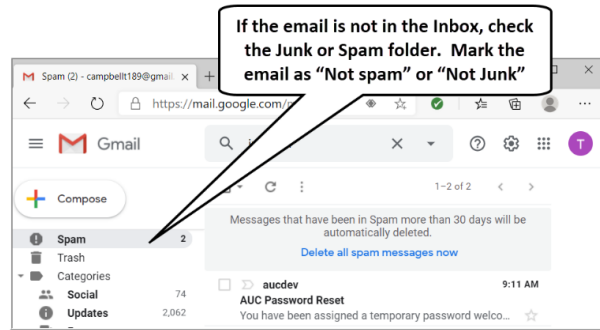 If the email is not in the Inbox, check
the Junk or Spam folder.  Mark the
email as “Not spam” or “Not Junk”
Spam (2) - campbellt189@gmail
https://mail.google.com/
Gmail
Compose
1–2 of 2
Messages that have been in Spam more than 30 days will be
automatically deleted.
Delete all spam messages now
Spam 2
Trash
Categories
Social 74
Updates 2,062
aucdev 9:11 AM
AUC Password Reset
You have been assigned a temporary password welco...
T